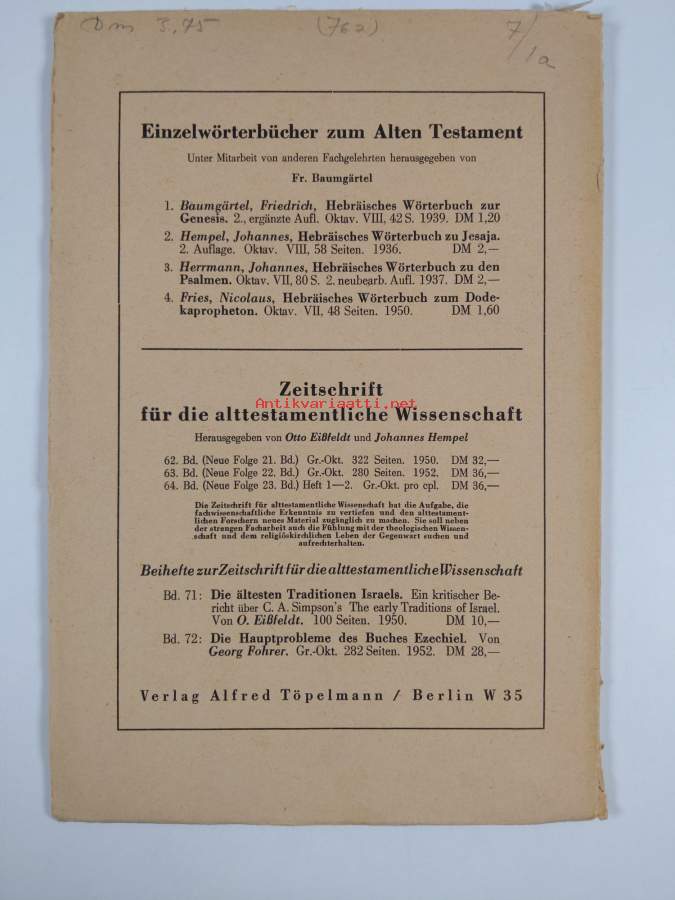 Dm 3,75 (762) 7/1a
Einzelwörterbücher zum Alten Testament
Unter Mitarbeit von anderen Fachgelehrten herausgegeben von
Fr. Baumgärtel
1. Baumgärtel, Friedrich, Hebräisches Wörterbuch zur
Genesis. 2., ergänzte Aufl. Oktav. VIII, 42 S. 1939. DM 1,20
2. Hempel, Johannes, Hebräisches Wörterbuch zu Jesaja.
2. Auflage. Oktav. VIII, 58 Seiten. 1936. DM 2,—
3. Herrmann, Johannes, Hebräisches Wörterbuch zu den
Psalmen. Oktav. VII, 80 S. 2. neubearb. Aufl. 1937. DM 2,—
4. Fries, Nicolaus, Hebräisches Wörterbuch zum Dode-
kapropheton. Oktav. VII, 48 Seiten. 1950. DM 1,60
Zeitschrift
Antikvariaatti.net
für die alttestamentliche Wissenschaft
Herausgegeben von Otto Eißfeldt und Johannes Hempel
62. Bd. (Neue Folge 21. Bd.) Gr.-Okt. 322 Seiten. 1950. DM 32,—
63. Bd. (Neue Folge 22. Bd.) Gr.-Okt. 280 Seiten. 1952. DM 36,—
64. Bd. (Neue Folge 23. Bd.) Heft 1—2. Gr.-Okt. pro cpl. DM 36,—
Die Zeitschrift für alttestamentliche Wissenschaft hat die Aufgabe, die
fachwissenschaftliche Erkenntnis zu vertiefen und den alttestament-
lichen Forschern neues Material zugänglich zu machen. Sie soll neben
der strengen Facharbeit auch die Fühlung mit der theologischen Wissen-
schaft und dem religiöskirchlichen Leben der Gegenwart suchen und
aufrechterhalten.
Beihefte zur Zeitschrift für die alttestamentliche Wissenschaft
Bd. 71: Die ältesten Traditionen Israels. Ein kritischer Be-
richt über C. A. Simpson's The early Traditions of Israel.
Von O. Eißfeldt. 100 Seiten. 1950. DM 10,—
Bd. 72: Die Hauptprobleme des Buches Ezechiel. Von
Georg Fohrer. Gr.-Okt. 282 Seiten. 1952. DM 28,—
Verlag Alfred Töpelmann / Berlin W 35